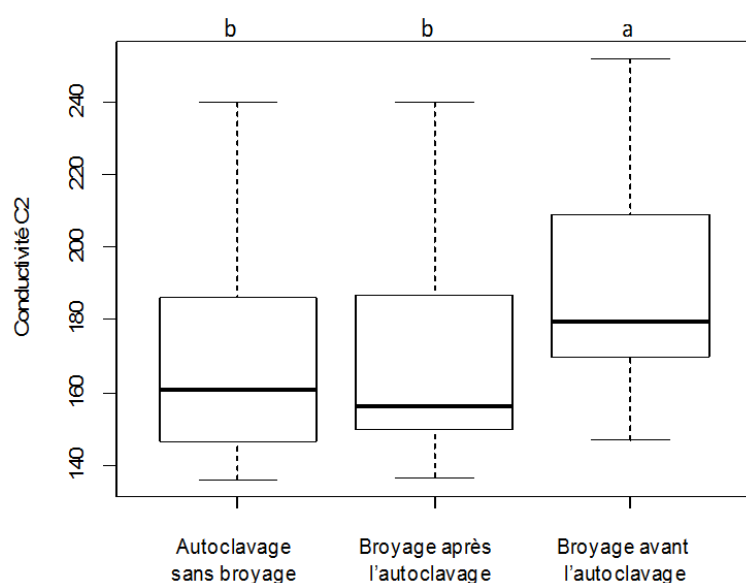 b b a
Conductivité C2
240
220
200
180
160
140
Autoclavage Broyage après Broyage avant
sans broyage l'autoclavage l'autoclavage